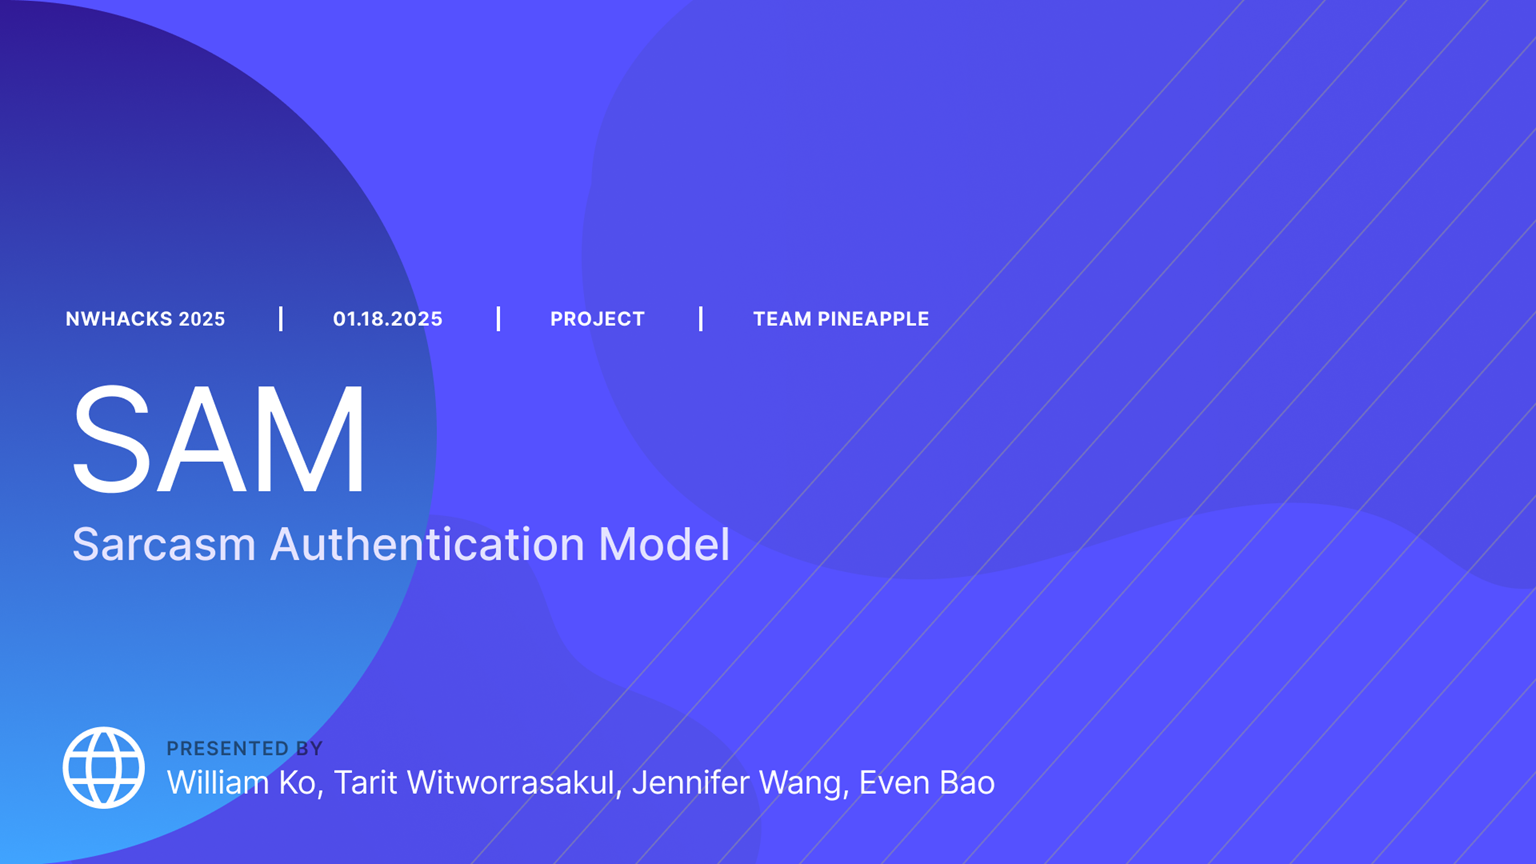 NWHACKS 2025 | 01.18.2025 | PROJECT | TEAM PINEAPPLE
SAM
Sarcasm Authentication Model
PRESENTED BY
William Ko, Tarit Witworrasakul, Jennifer Wang, Even Bao